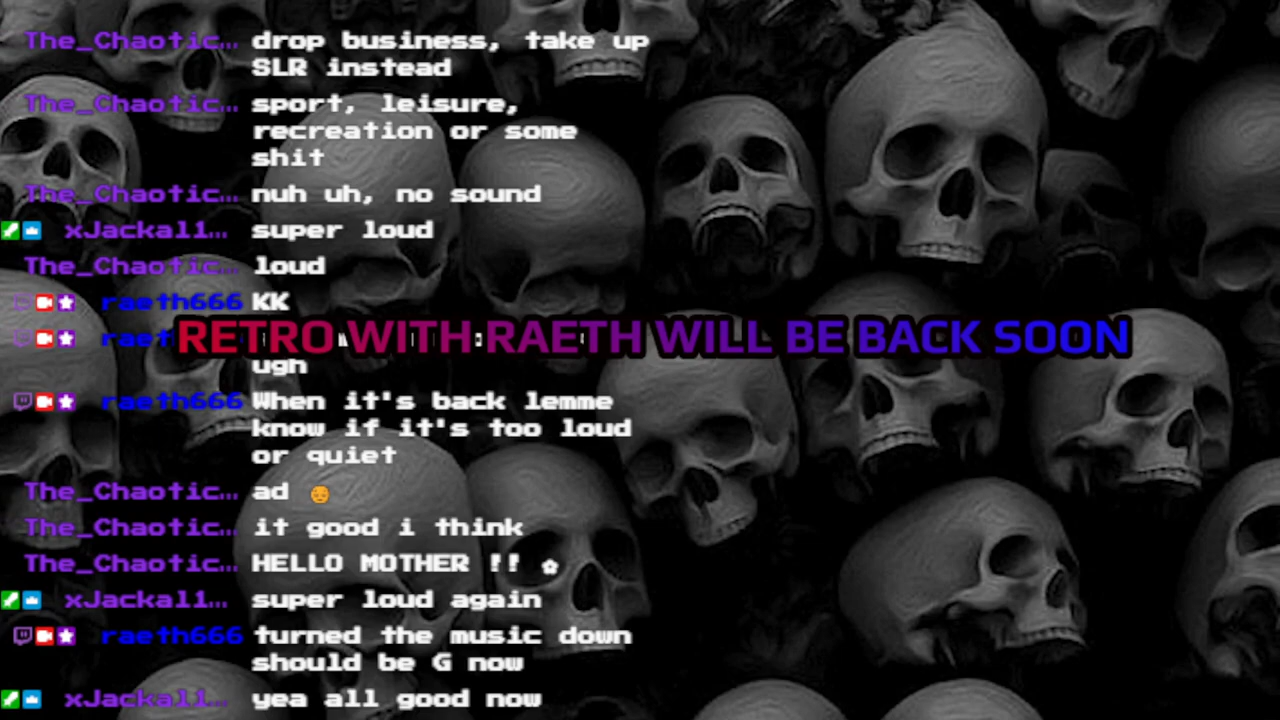 The_Chaotic... drop business, take up
SLR instead
The_Chaotic... sport, leisure,
recreation or some
shit
The_Chaotic... nuh uh, no sound
xJackal1... super loud
The_Chaotic... loud
raeth666 KK
RETRO WITH RAETH WILL BE BACK SOON
ugh
raeth666 When it's back lemme
know if it's too loud
or quiet
The_Chaotic... ad 😔
The_Chaotic... it good i think
The_Chaotic... HELLO MOTHER !!
xJackal1... super loud again
raeth666 turned the music down
should be G now
xJackal1... yea all good now